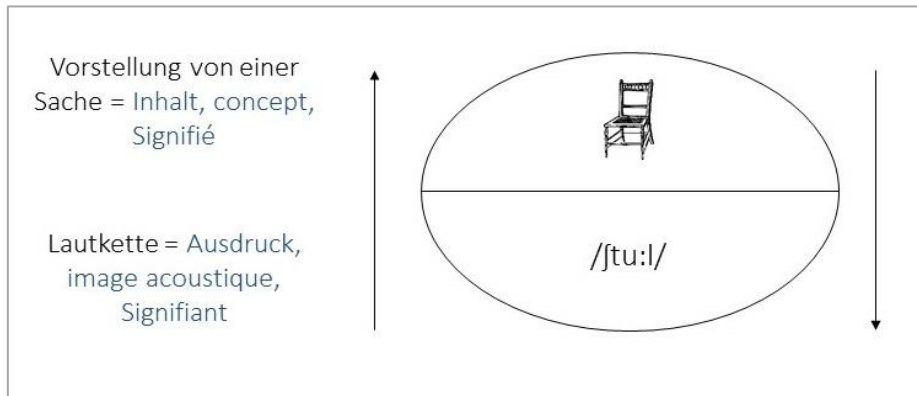 Vorstellung von einer
Sache = Inhalt, concept,
Signifié
Lautkette = Ausdruck,
image acoustique,
Signifiant
/ʃtu:l/